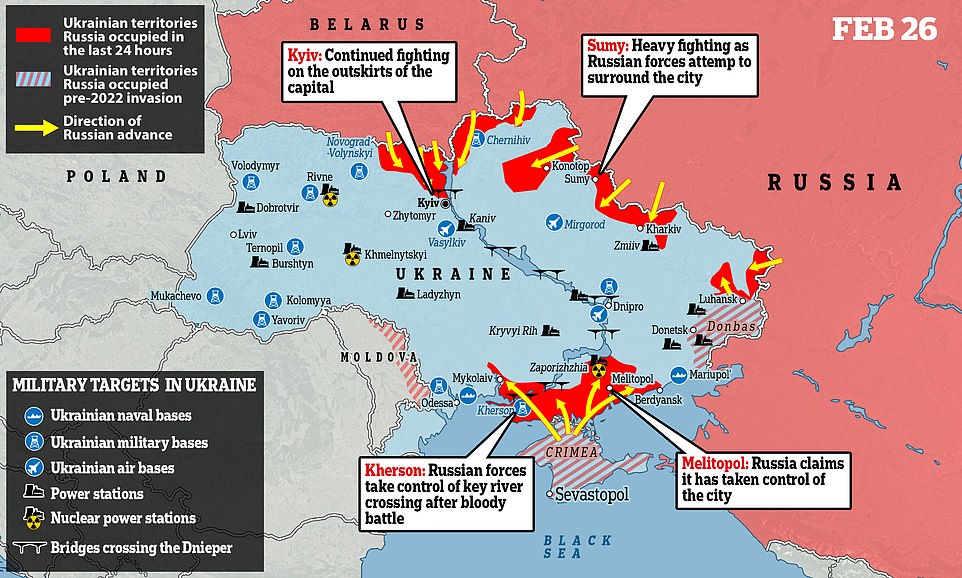 Ukrainian territories
Russia occupied in
the last 24 hours
Ukrainian territories
Russia occupied
pre-2022 invasion
Direction of
Russian advance
BELARUS
FEB 26
Kyiv: Continued fighting
on the outskirts of the
capital
Sumy: Heavy fighting as
Russian forces attemp to
surround the city
POLAND
RUSSIA
Novograd
-Volynskyi
Chernihiv
Volodymyr
Rivne
Konotop
Sumy
Dobrotvir
Kyiv
Zhytomyr
Kaniv
Mirgorod
Kharkiv
Lviv
Vasylkiv
Zmiiv
Ternopil
Burshtyn
Khmelnytskyi
UKRAINE
Mukachevo
Kolomyya
Ladyzhyn
Luhansk
Yavoriv
Dnipro
Donbas
Kryvyi Rih
Donetsk
MOLDOVA
Zaporizhzhia
Mykolaiv
Melitopol
Mariupol'
Odessa
Kherson
Berdyansk
CRIMEA
Sevastopol
Kherson: Russian forces
take control of key river
crossing after bloody
battle
Melitopol: Russia claims
it has taken control of
the city
BLACK
SEA
MILITARY TARGETS IN UKRAINE
Ukrainian naval bases
Ukrainian military bases
Ukrainian air bases
Power stations
Nuclear power stations
Bridges crossing the Dnieper